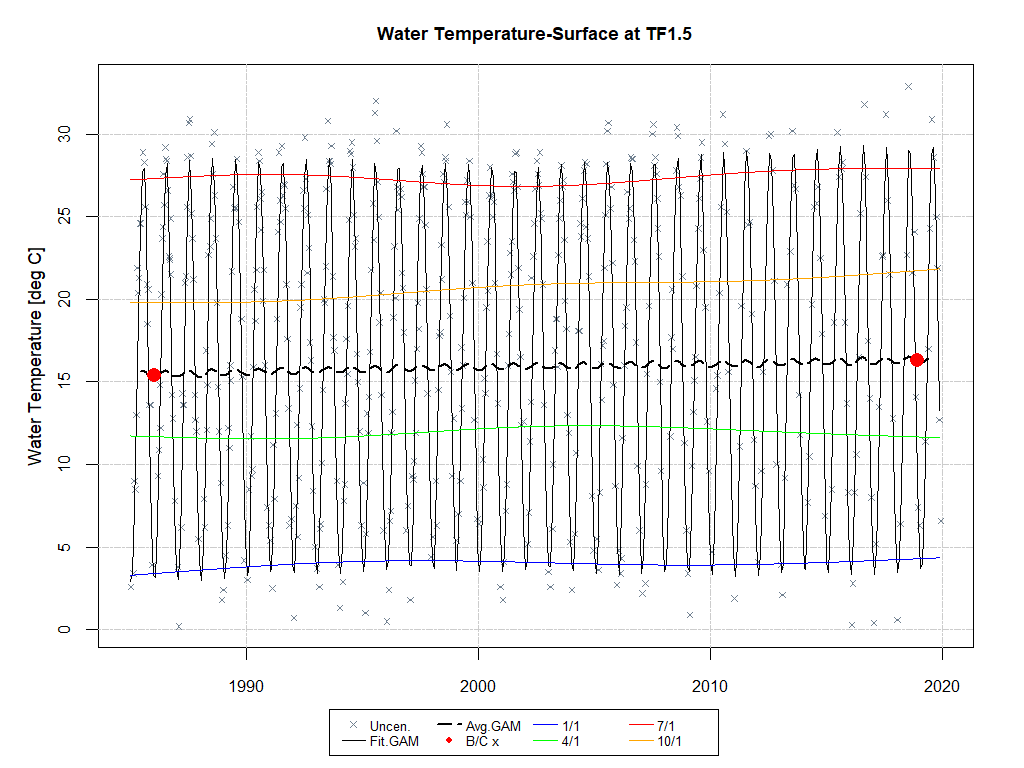 Water Temperature-Surface at TF1.5
Water Temperature [deg C]
30
25
20
15
10
5
0
1990 2000 2010 2020
Uncen. Avg.GAM 1/1 7/1
Fit.GAM B/C x 4/1 10/1